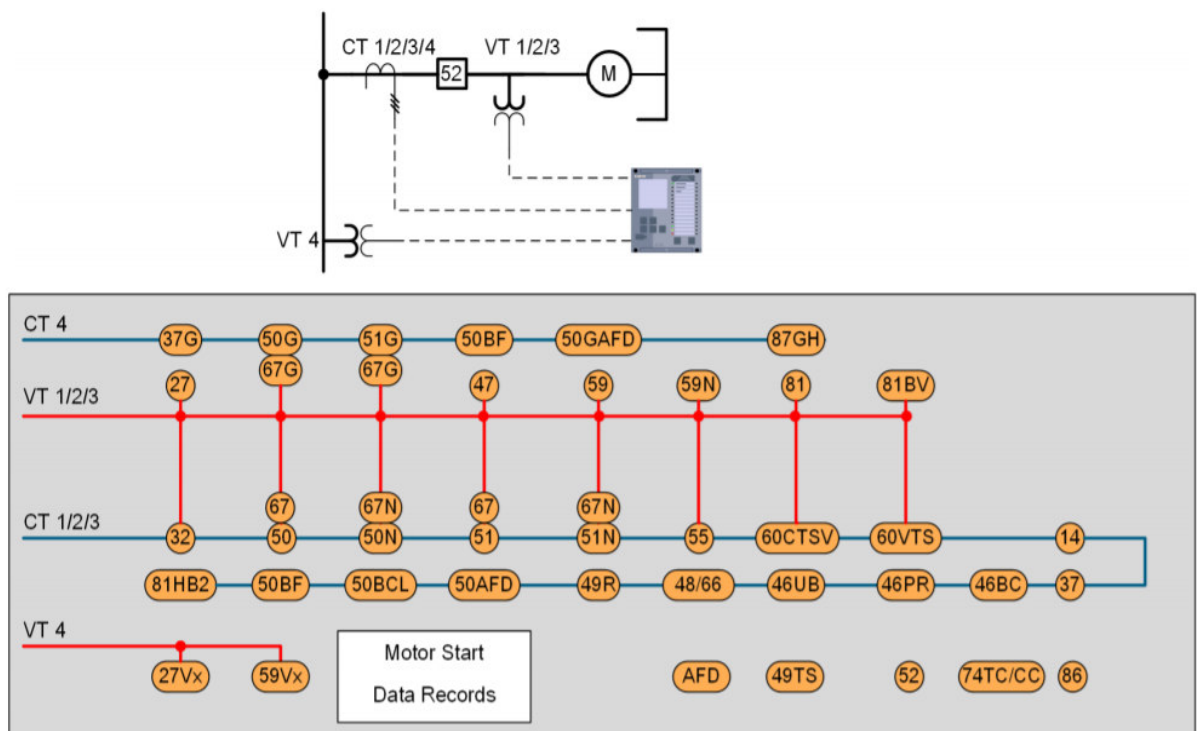 CT 1/2/3/4
VT 1/2/3
52
M
VT 4
CT 4
37G 50G 51G 50BF 50GAFD 87GH
67G 67G
27 47 59 59N 81 81BV
VT 1/2/3
67 67N 67 67N
CT 1/2/3
32 50 50N 51 51N 55 60CTSV 60VTS 14
81HB2 50BF 50BCL 50AFD 49R 48/66 46UB 46PR 46BC 37
VT 4
27Vx 59Vx
Motor Start
Data Records
AFD 49TS 52 74TC/CC 86